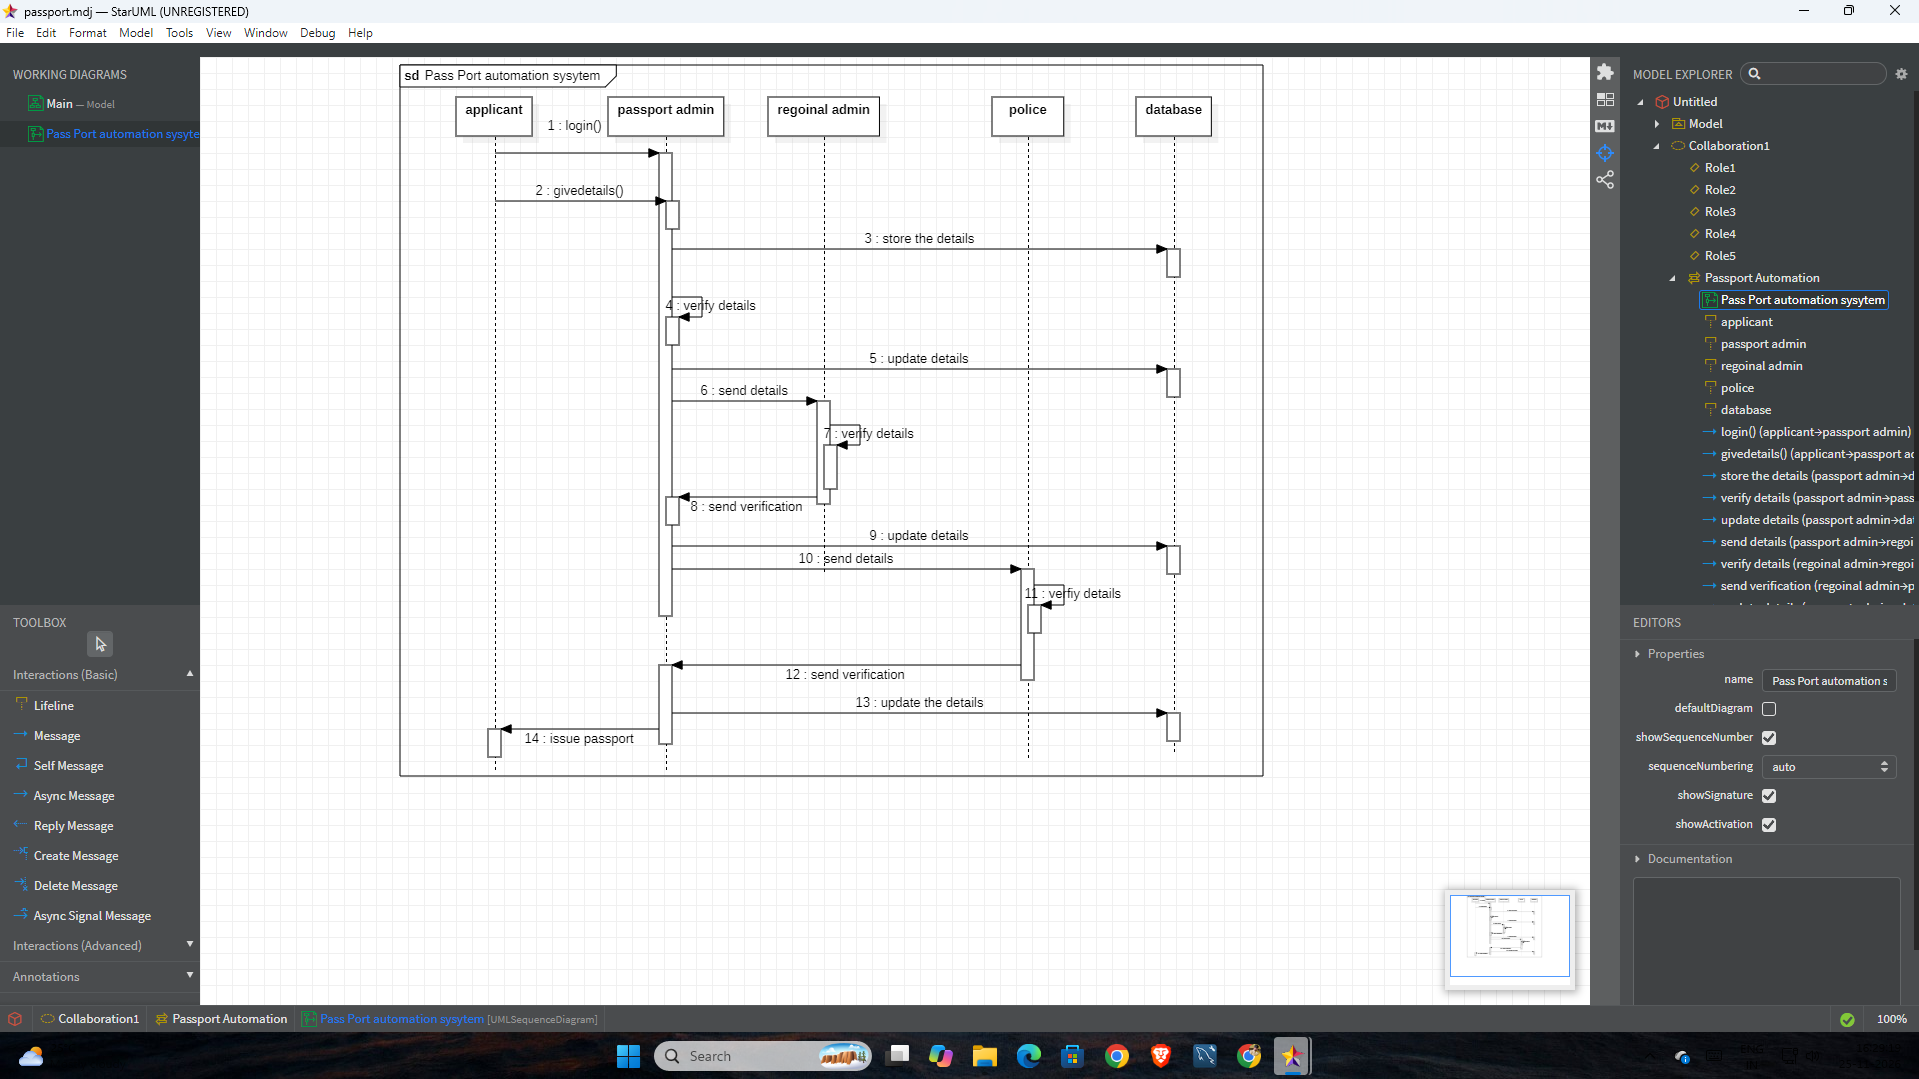 passport.mdj — StarUML (UNREGISTERED)
File Edit Format Model Tools View Window Debug Help
WORKING DIAGRAMS
Main — Model
Pass Port automation sysyte
TOOLBOX
Interactions (Basic)
Lifeline
Message
Self Message
Async Message
Reply Message
Create Message
Delete Message
Async Signal Message
Interactions (Advanced)
Annotations
sd Pass Port automation sysytem
applicant
passport admin
regoinal admin
police
database
1 : login()
2 : givedetails()
3 : store the details
4 : verify details
5 : update details
6 : send details
7 : verify details
8 : send verification
9 : update details
10 : send details
11 : verfiy details
12 : send verification
13 : update the details
14 : issue passport
MODEL EXPLORER
Untitled
Model
Collaboration1
Role1
Role2
Role3
Role4
Role5
Passport Automation
Pass Port automation sysytem
applicant
passport admin
regoinal admin
police
database
login() (applicant→passport admin)
givedetails() (applicant→passport ad
store the details (passport admin→d
verify details (passport admin→pass
update details (passport admin→da
send details (passport admin→regoi
verify details (regoinal admin→regoi
send verification (regoinal admin→p
EDITORS
Properties
name Pass Port automation s
defaultDiagram
showSequenceNumber
sequenceNumbering auto
showSignature
showActivation
Documentation
Collaboration1 Passport Automation Pass Port automation sysytem [UMLSequenceDiagram]
100%
Search